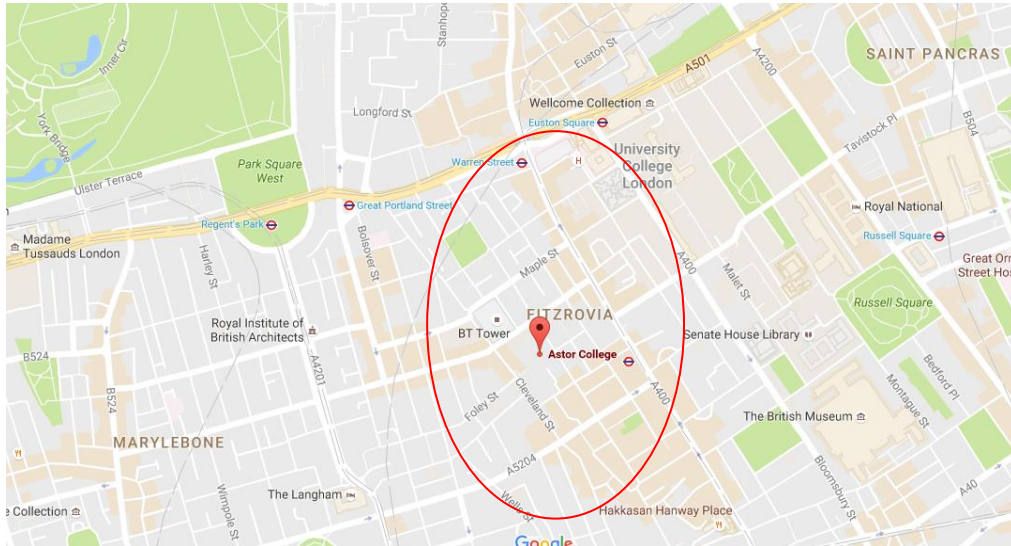 Inner Cir
Stanhope
Euston St
A4200
SAINT PANCRAS
A501
Longford St
Wellcome Collection
Euston Square
B504
York Bridge
Tavistock Pl
Park Square
West
Warren Street
H
University
College
London
Ulster Terrace
Great Portland Street
Royal National
Regent's Park
Russell Square
Madame
Tussauds London
Harley St
Bolsover St
Maple St
A400
Malet St
Great Orm
Street Hos
Russell Square
FITZROVIA
Royal Institute of
British Architects
BT Tower
Senate House Library
B524
Astor College
A4201
B524
A400
Bedford Pl
Montague St
Cleveland St
Foley St
The British Museum
MARYLEBONE
A5204
Bloomsbury St
A40
Wimpole St
The Langham
Wells St
e Collection
Hakkasan Hanway Place
Google